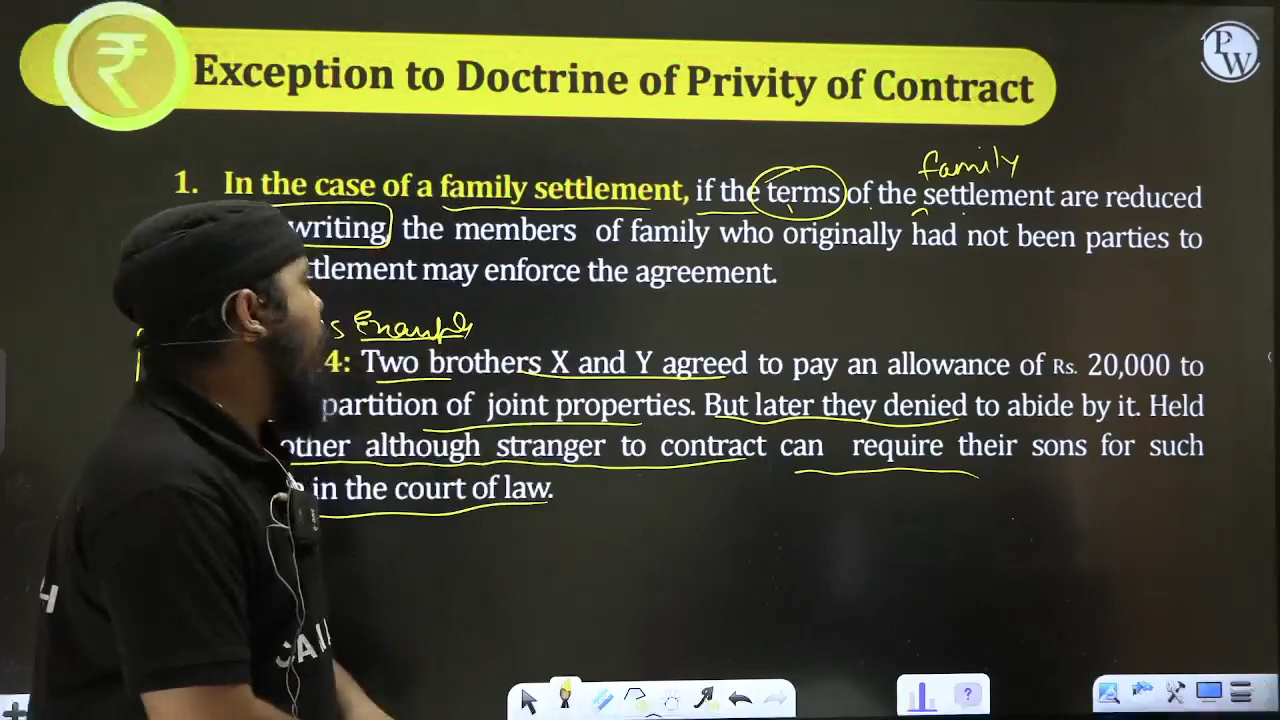 PW
Exception to Doctrine of Privity of Contract
family
1. In the case of a family settlement, if the terms of the settlement are reduced
writing, the members of family who originally had not been parties to
ttlement may enforce the agreement.
Example
4: Two brothers X and Y agreed to pay an allowance of Rs. 20,000 to
partition of joint properties. But later they denied to abide by it. Held
other although stranger to contract can require their sons for such
in the court of law.